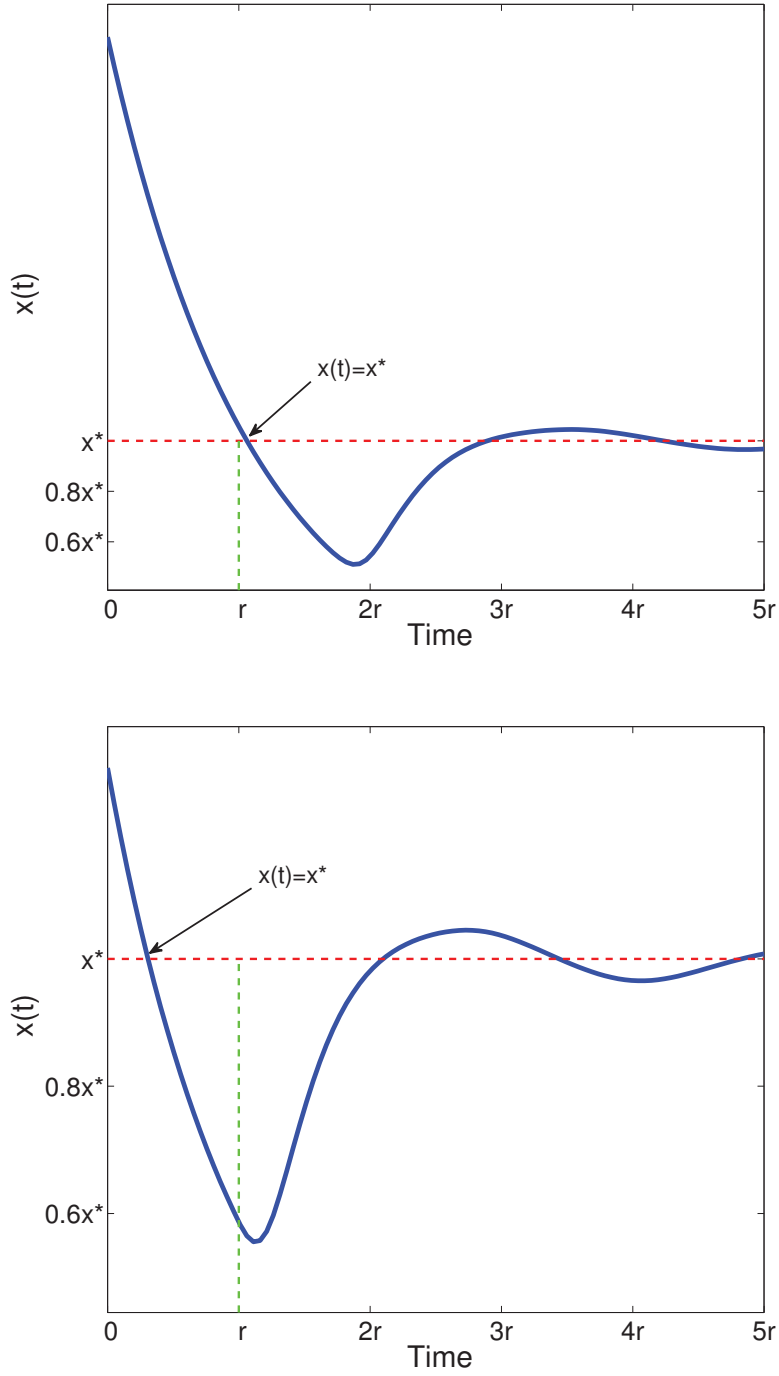 x(t)
x(t)=x*
x*
0.8x*
0.6x*
0 r 2r 3r 4r 5r
Time
x(t)
x(t)=x*
x*
0.8x*
0.6x*
0 r 2r 3r 4r 5r
Time